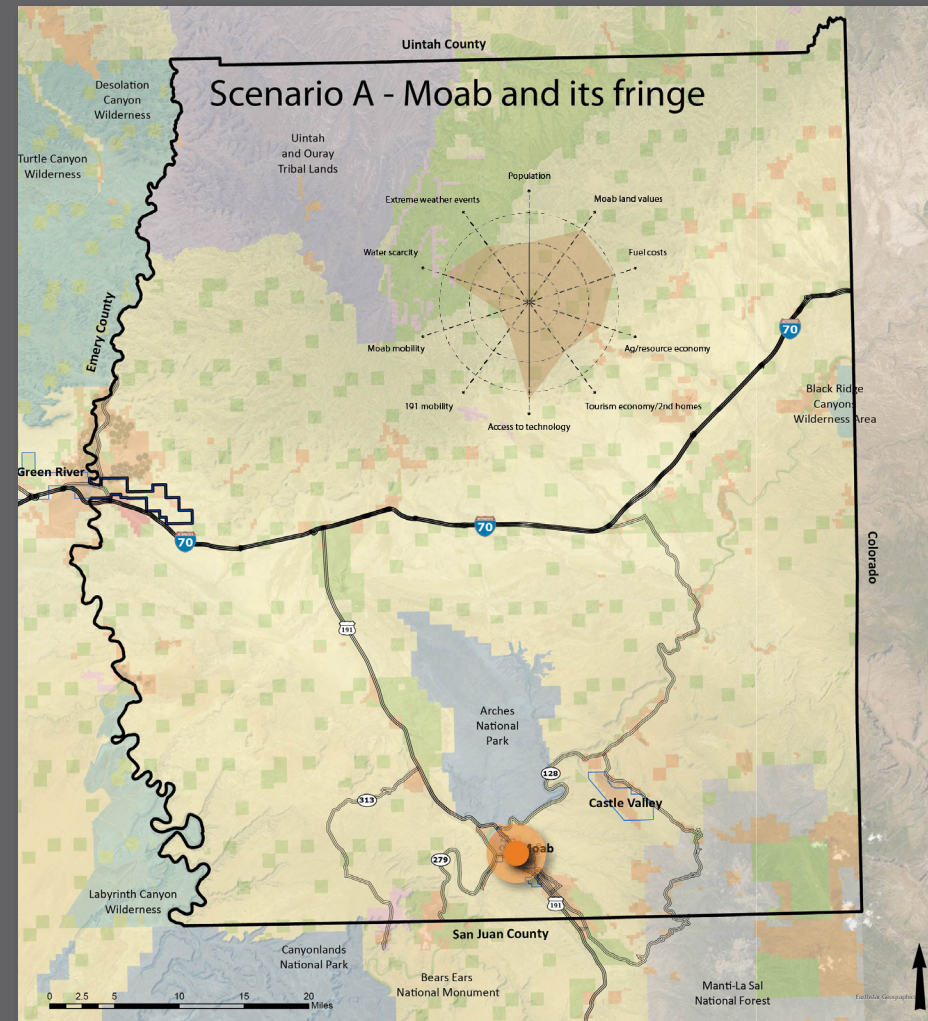 Uintah County
Scenario A - Moab and its fringe
Desolation
Canyon
Wilderness
Uintah
and Ouray
Tribal Lands
Turtle Canyon
Wilderness
Population
Extreme weather events
Moab land values
Water scarcity
Fuel costs
Moab mobility
Ag/resource economy
191 mobility
Tourism economy/2nd homes
Access to technology
Emery County
70
Black Ridge
Canyons
Wilderness Area
Green River
70
70
Colorado
191
Arches
National
Park
128
313
Castle Valley
Moab
279
191
Labyrinth Canyon
Wilderness
San Juan County
Canyonlands
National Park
Bears Ears
National Monument
Manti-La Sal
National Forest
0 2.5 5 10 15 20
Miles
Earthstar Geographics